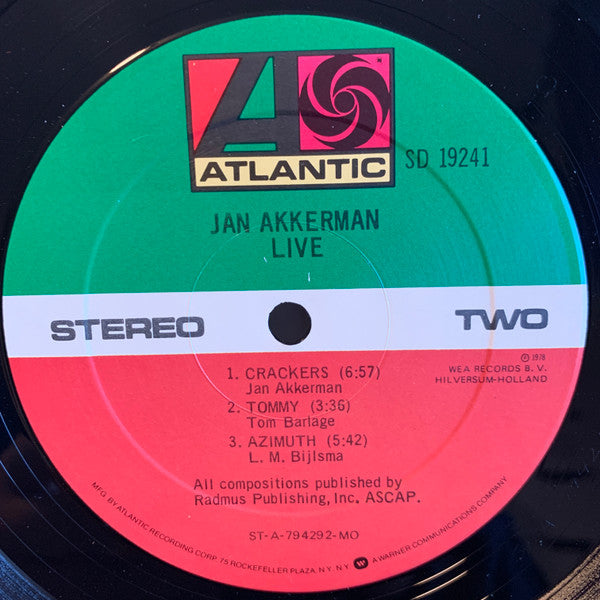 ATLANTIC
SD 19241
JAN AKKERMAN
LIVE
STEREO
TWO
℗ 1978
WEA RECORDS B. V.
HILVERSUM-HOLLAND
1. CRACKERS (6:57)
Jan Akkerman
2. TOMMY (3:36)
Tom Barlage
3. AZIMUTH (5:42)
L. M. Bijlsma
All compositions published by
Radmus Publishing, Inc. ASCAP.
ST-A-794292-MO
MFG. BY ATLANTIC RECORDING CORP. 75 ROCKEFELLER PLAZA, N.Y. N.Y. A WARNER COMMUNICATIONS COMPANY